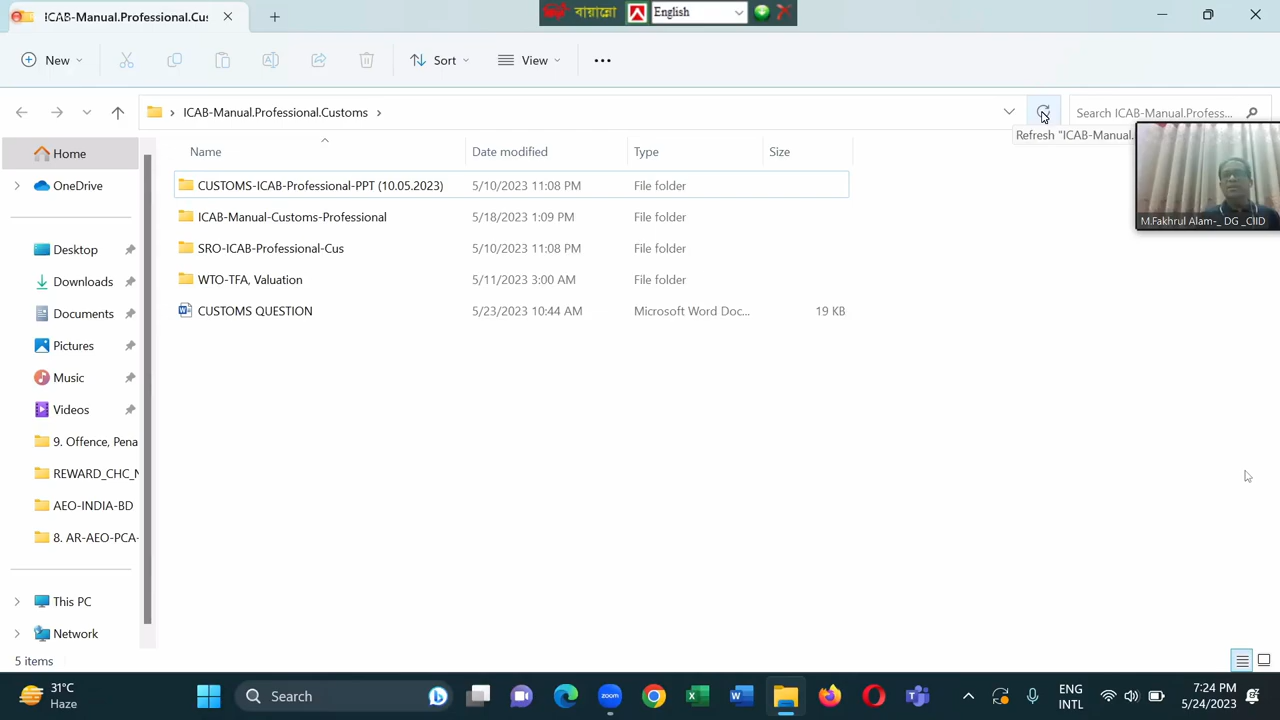 ICAB-Manual.Professional.Cus
বায়ান্নো
English
New
Sort
View
ICAB-Manual.Professional.Customs
Search ICAB-Manual.Profess...
Refresh "ICAB-Manual.
M.Fakhrul Alam-_ DG _CIID
Name
Date modified
Type
Size
CUSTOMS-ICAB-Professional-PPT (10.05.2023)
5/10/2023 11:08 PM
File folder
ICAB-Manual-Customs-Professional
5/18/2023 1:09 PM
File folder
SRO-ICAB-Professional-Cus
5/10/2023 11:08 PM
File folder
WTO-TFA, Valuation
5/11/2023 3:00 AM
File folder
CUSTOMS QUESTION
5/23/2023 10:44 AM
Microsoft Word Doc...
19 KB
Home
OneDrive
Desktop
Downloads
Documents
Pictures
Music
Videos
9. Offence, Pena
REWARD_CHC_N
AEO-INDIA-BD
8. AR-AEO-PCA-
This PC
Network
5 items
31°C
Haze
Search
zoom
ENG
INTL
7:24 PM
5/24/2023